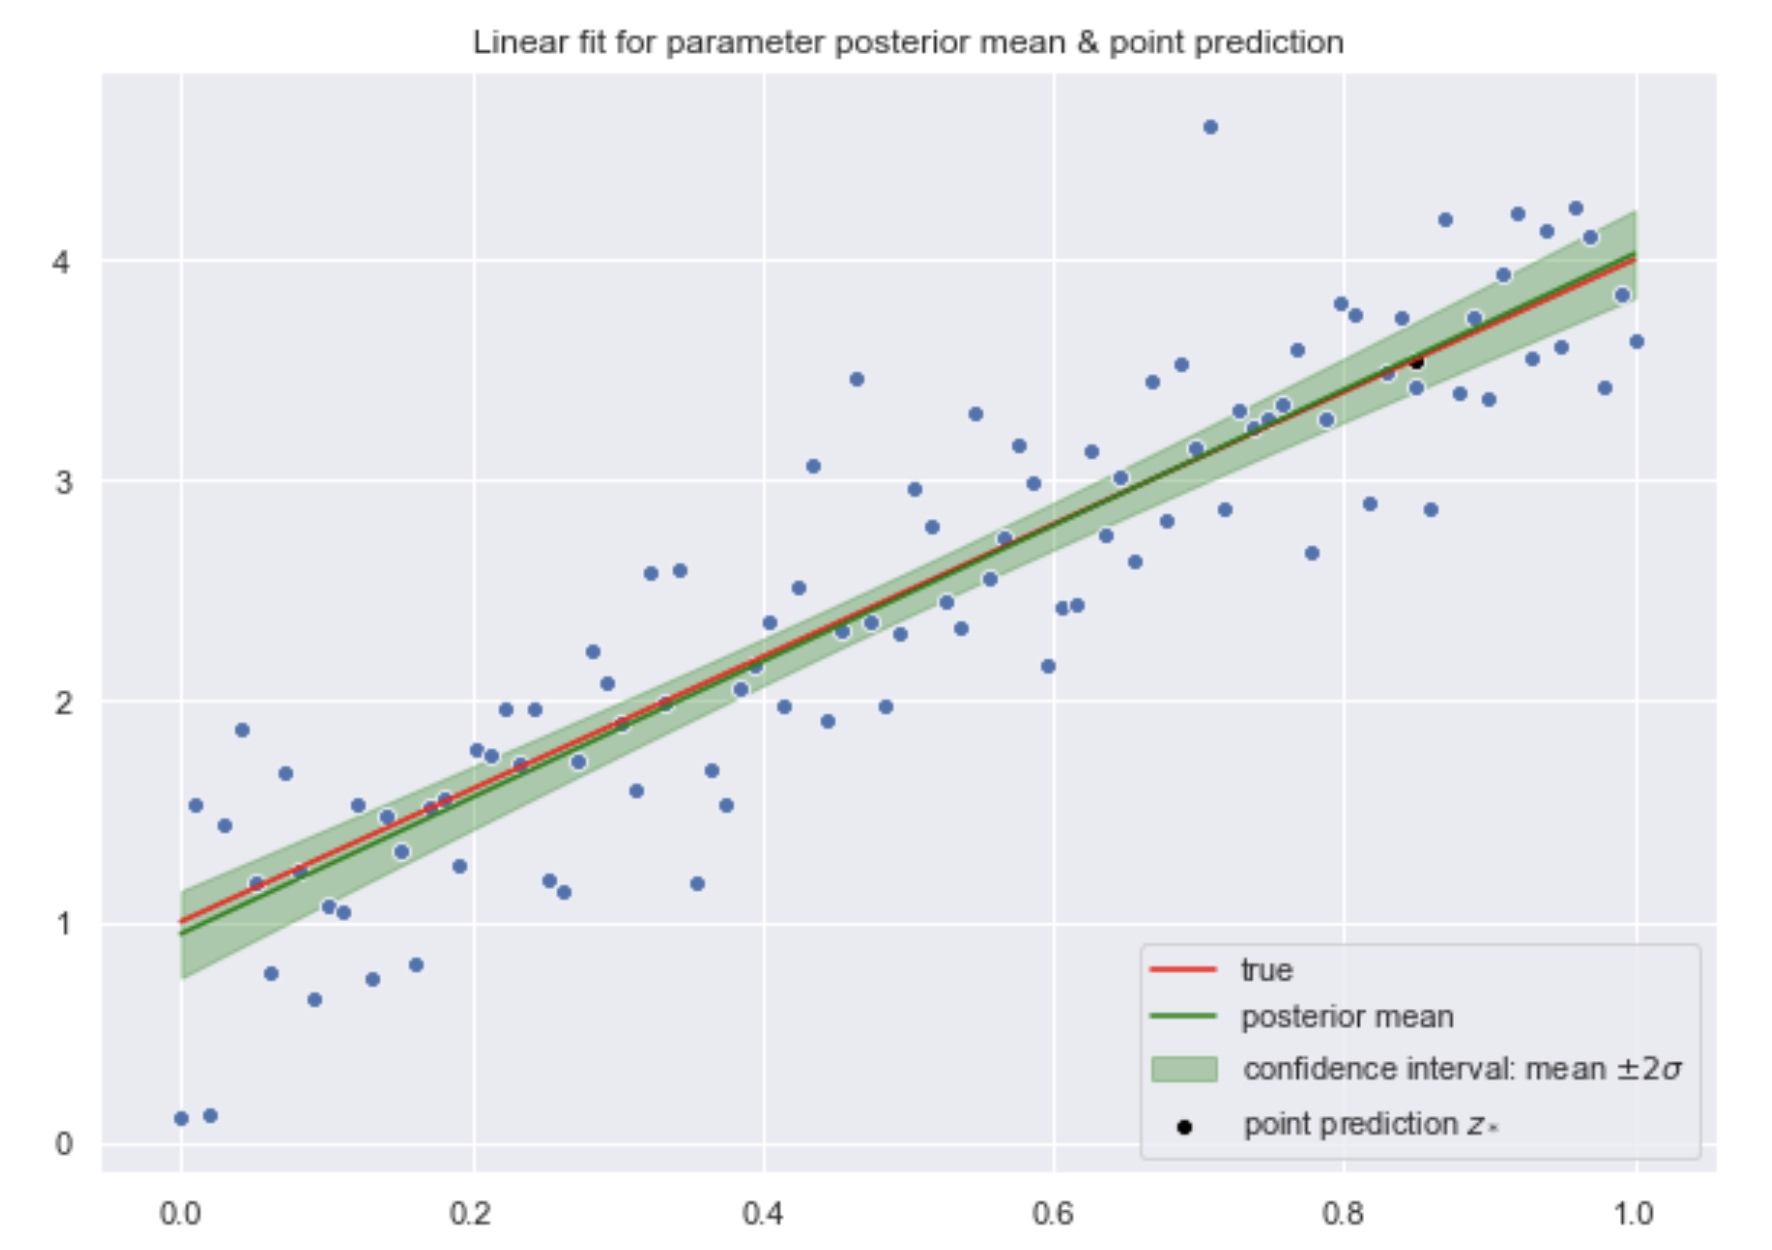 Linear fit for parameter posterior mean & point prediction
4
3
2
1
0
true
posterior mean
confidence interval: mean ±2σ
point prediction z*
0.0 0.2 0.4 0.6 0.8 1.0